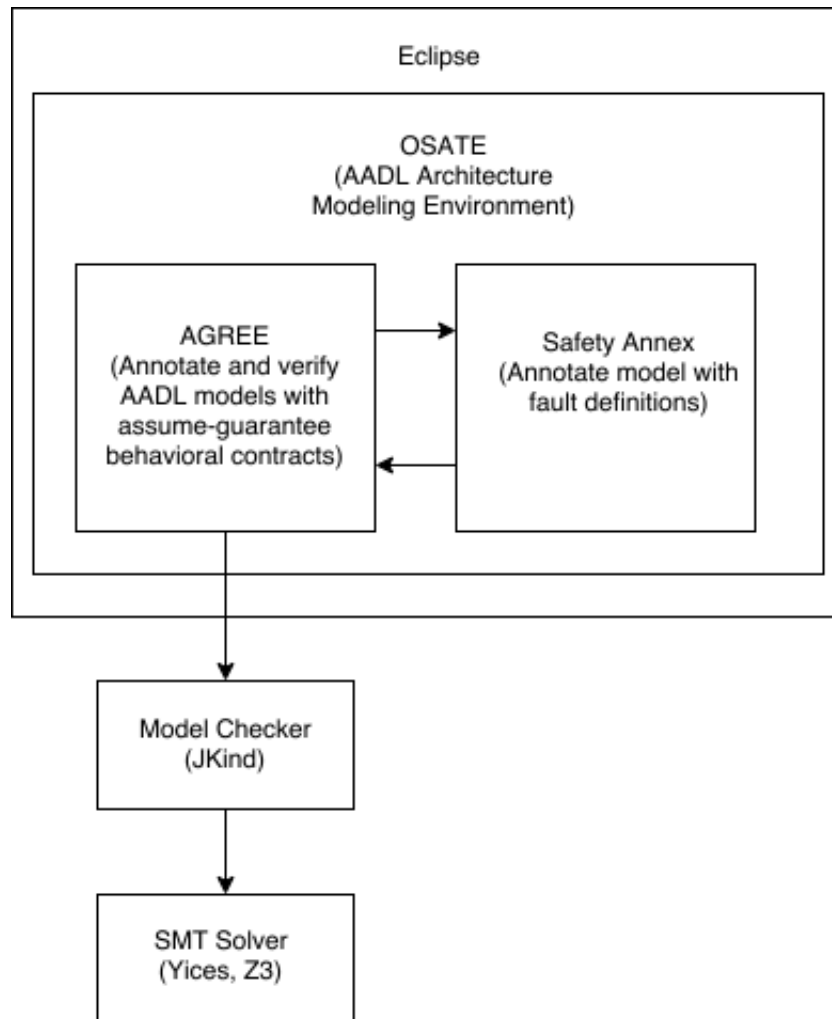 Eclipse
OSATE
(AADL Architecture
Modeling Environment)
AGREE
(Annotate and verify
AADL models with
assume-guarantee
behavioral contracts)
Safety Annex
(Annotate model with
fault definitions)
Model Checker
(JKind)
SMT Solver
(Yices, Z3)